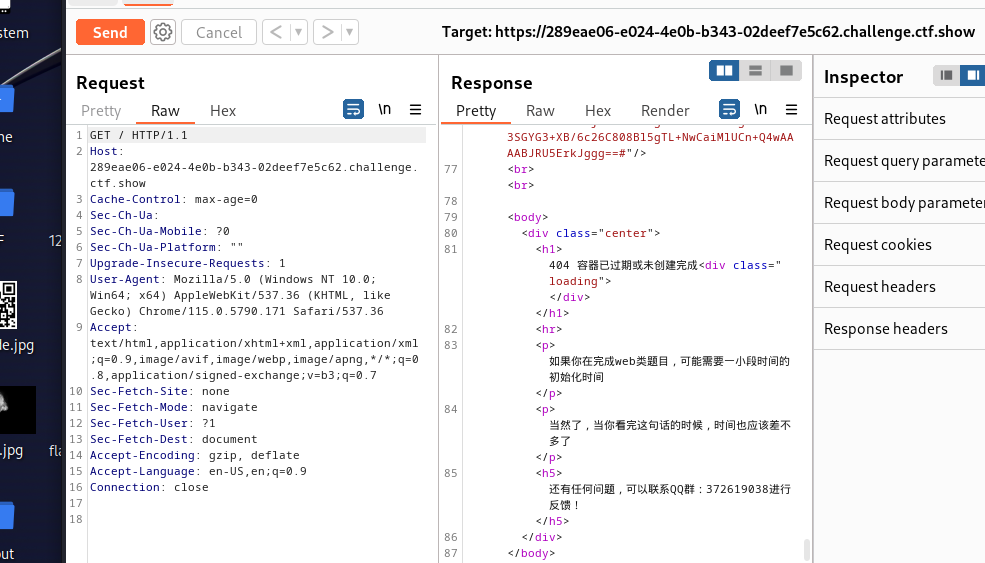 stem
Send
Cancel
<
>
Target: https://289eae06-e024-4e0b-b343-02deef7e5c62.challenge.ctf.show
Request
Response
Inspector
Pretty
Raw
Hex
\n
Pretty
Raw
Hex
Render
\n
Request attributes
Request query paramete
Request body parameter
Request cookies
Request headers
Response headers
1 GET / HTTP/1.1
2 Host:
289eae06-e024-4e0b-b343-02deef7e5c62.challenge.
ctf.show
3 Cache-Control: max-age=0
4 Sec-Ch-Ua:
5 Sec-Ch-Ua-Mobile: ?0
6 Sec-Ch-Ua-Platform: ""
7 Upgrade-Insecure-Requests: 1
8 User-Agent: Mozilla/5.0 (Windows NT 10.0;
Win64; x64) AppleWebKit/537.36 (KHTML, like
Gecko) Chrome/115.0.5790.171 Safari/537.36
9 Accept:
text/html,application/xhtml+xml,application/xml
;q=0.9,image/avif,image/webp,image/apng,*/*;q=0
.8,application/signed-exchange;v=b3;q=0.7
10 Sec-Fetch-Site: none
11 Sec-Fetch-Mode: navigate
12 Sec-Fetch-User: ?1
13 Sec-Fetch-Dest: document
14 Accept-Encoding: gzip, deflate
15 Accept-Language: en-US,en;q=0.9
16 Connection: close
17
18
3SGYG3+XB/6c26C808B15gTL+NwCaiM1UCn+Q4wAA
AABJRU5ErkJggg==#"/>
77 <br>
<br>
78
79 <body>
80 <div class="center">
81 <h1>
404 容器已过期或未创建完成<div class="
loading">
</div>
</h1>
82 <hr>
83 <p>
如果你在完成web类题目，可能需要一小段时间的
初始化时间
</p>
84 <p>
当然了，当你看完这句话的时候，时间也应该差不
多了
</p>
85 <h5>
还有任何问题，可以联系QQ群：372619038进行
反馈！
</h5>
86 </div>
87 </body>
ne
F
12
le.jpg
.jpg
fla
out